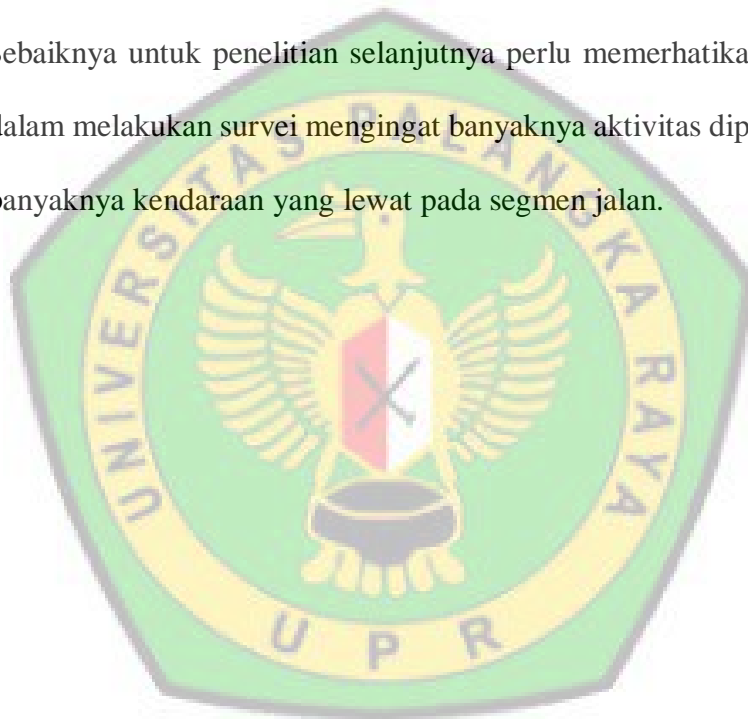 ebaiknya untuk penelitian selanjutnya perlu memerhatika
dalam melakukan survei mengingat banyaknya aktivitas dip
banyaknya kendaraan yang lewat pada segmen jalan.
UNIVERSITAS PALANGKA RAYA
UPR